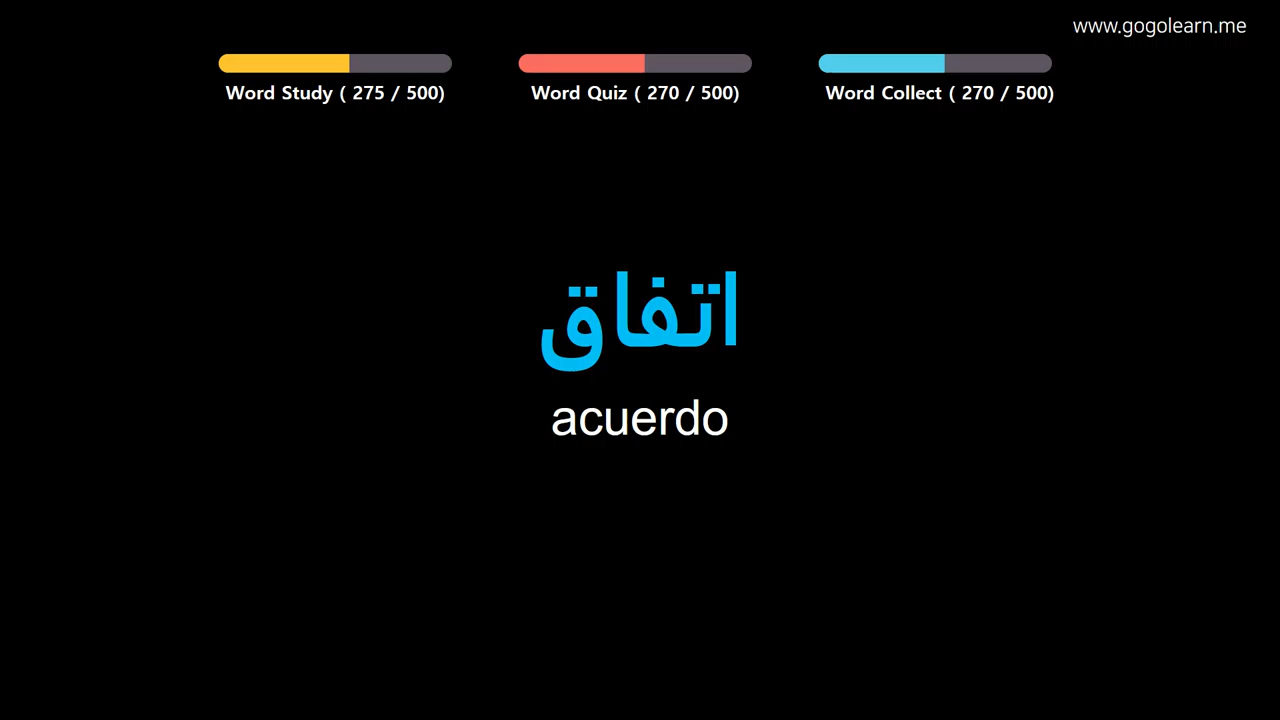 www.gogolearn.me
Word Study ( 275 / 500)
Word Quiz ( 270 / 500)
Word Collect ( 270 / 500)
اتفاق
acuerdo